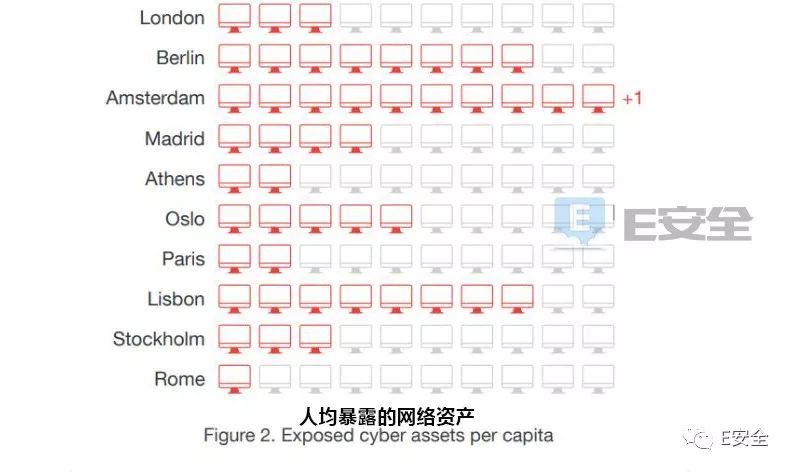 London
Berlin
Amsterdam +1
Madrid
Athens
Oslo
E安全
Paris
Lisbon
Stockholm
Rome
人均暴露的网络资产
Figure 2. Exposed cyber assets per capita
E安全